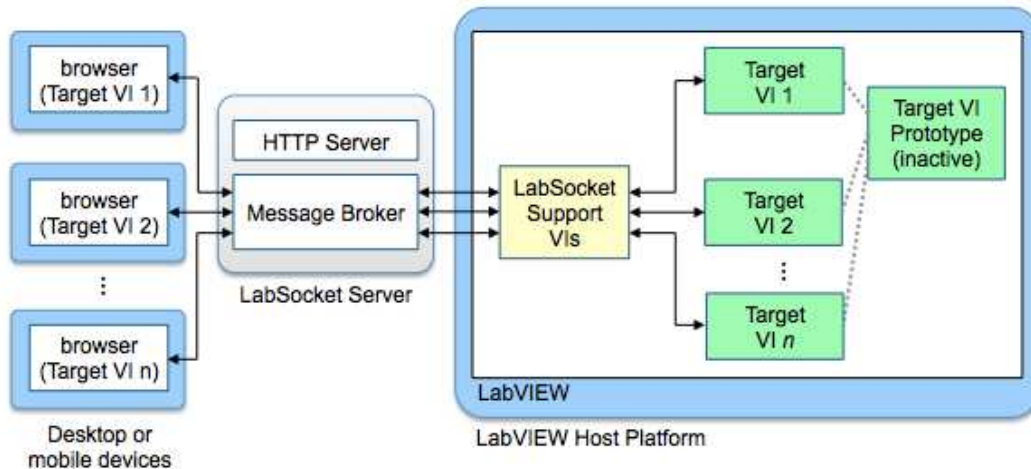 browser
(Target VI 1)
browser
(Target VI 2)
⋮
browser
(Target VI n)
Desktop or
mobile devices
HTTP Server
Message Broker
LabSocket Server
LabSocket
Support
VIs
Target
VI 1
Target
VI 2
⋮
Target
VI n
Target VI
Prototype
(inactive)
LabVIEW
LabVIEW Host Platform